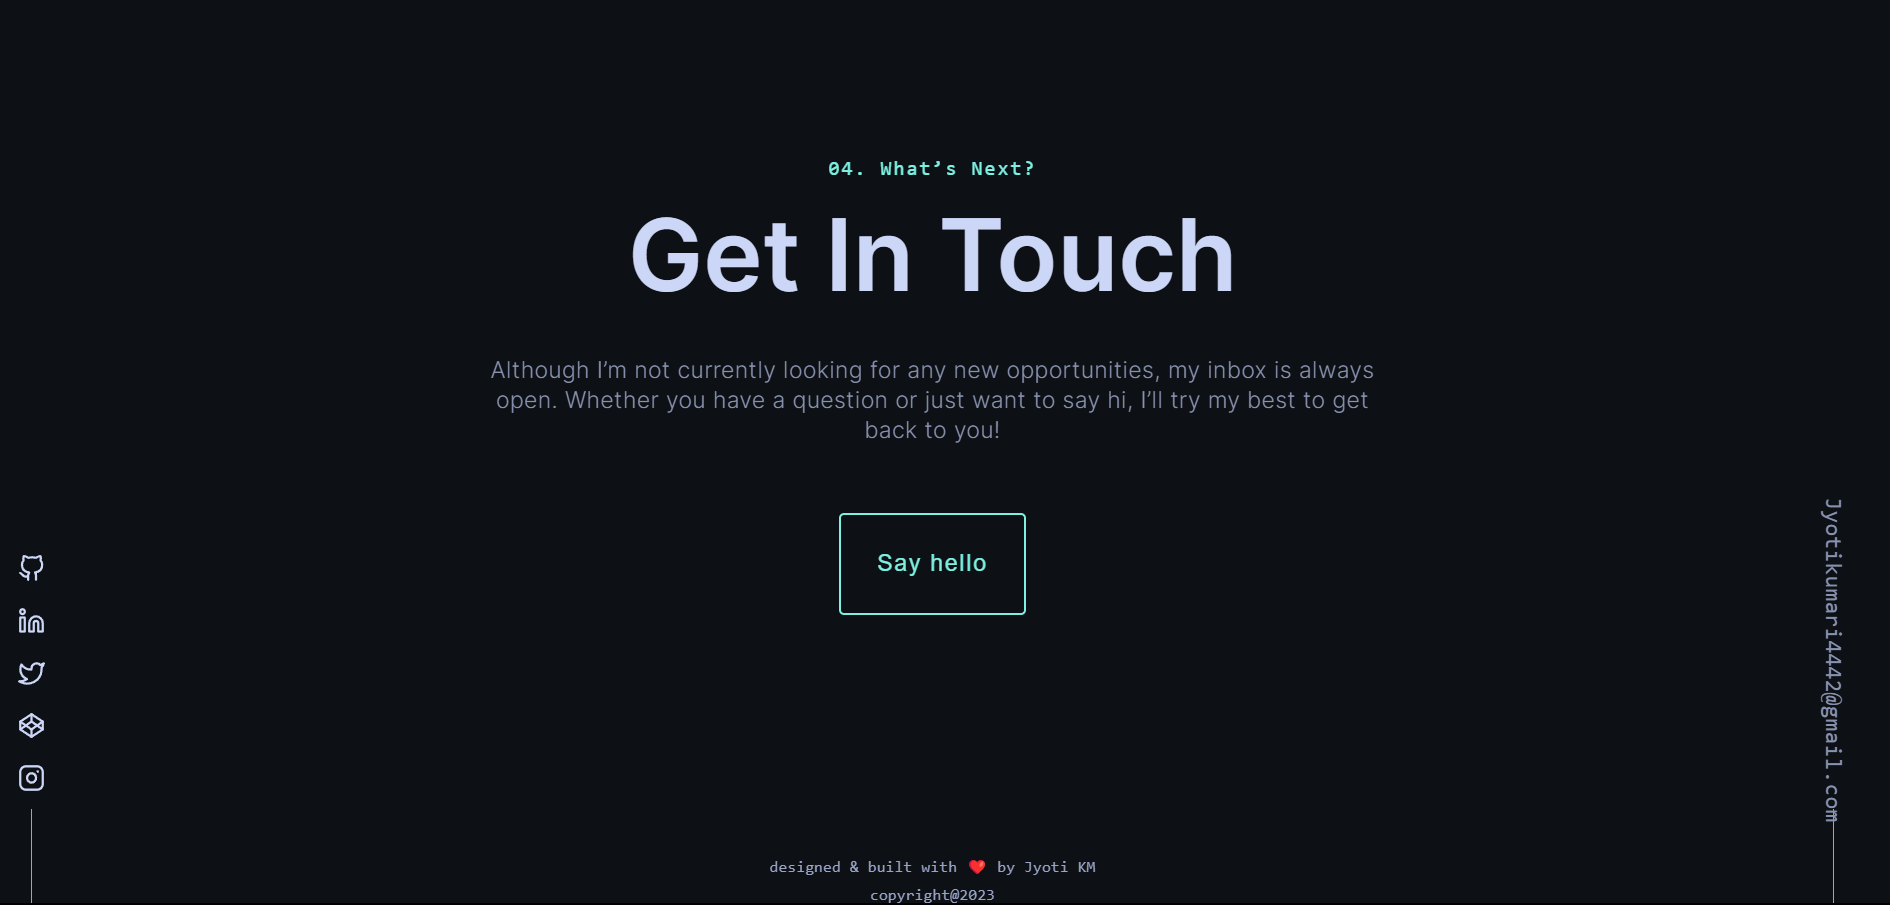 04. What’s Next?
Get In Touch
Although I’m not currently looking for any new opportunities, my inbox is always
open. Whether you have a question or just want to say hi, I’ll try my best to get
back to you!
Say hello
Jyotikumari4442@gmail.com
designed & built with ❤️ by Jyoti KM
copyright@2023